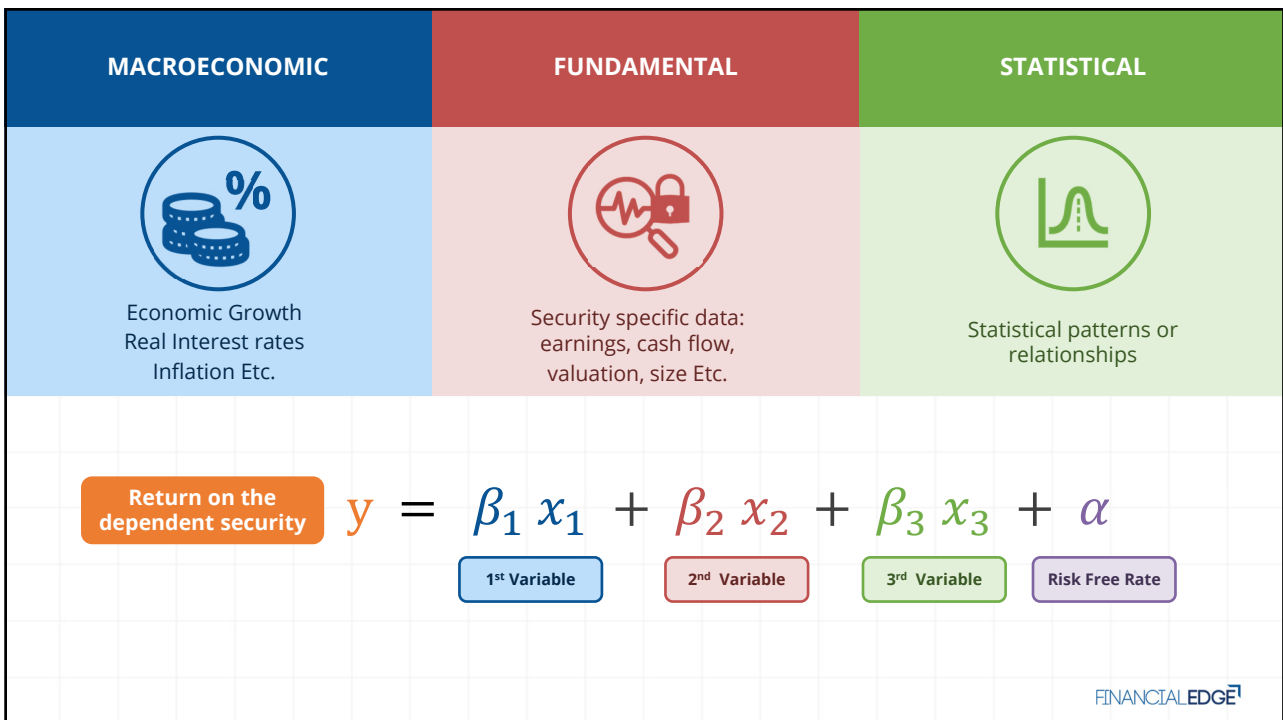 MACROECONOMIC
FUNDAMENTAL
STATISTICAL
%
Economic Growth
Real Interest rates
Inflation Etc.
Security specific data:
earnings, cash flow,
valuation, size Etc.
Statistical patterns or
relationships
Return on the
dependent security
y = β₁ x₁ + β₂ x₂ + β₃ x₃ + α
1st Variable
2nd Variable
3rd Variable
Risk Free Rate
FINANCIALEDGE